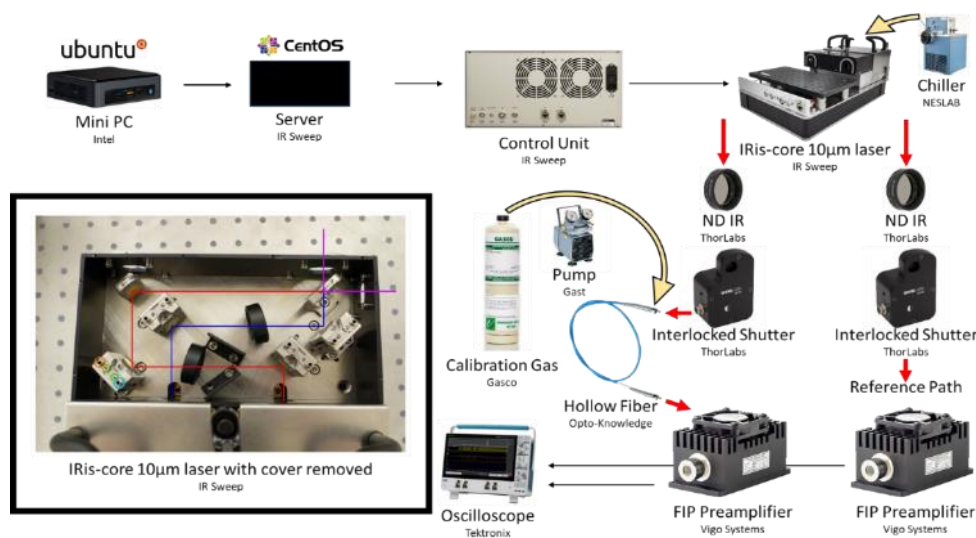 ubuntu
CentOS
Mini PC
Intel
Server
IR Sweep
Control Unit
IR Sweep
IRis-core 10µm laser
IR Sweep
Chiller
NESLAB
ND IR
ThorLabs
ND IR
ThorLabs
GASCO
Pump
Gast
Interlocked Shutter
ThorLabs
Interlocked Shutter
ThorLabs
Calibration Gas
Gasco
Reference Path
Hollow Fiber
Opto-Knowledge
IRis-core 10µm laser with cover removed
IR Sweep
Oscilloscope
Tektronix
FIP Preamplifier
Vigo Systems
FIP Preamplifier
Vigo Systems